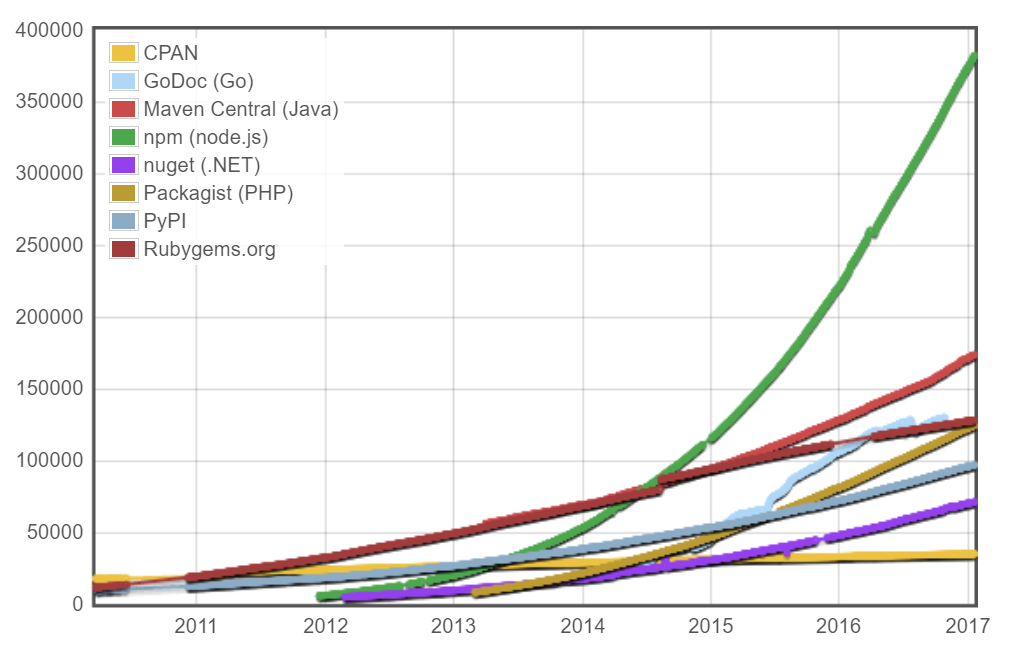 400000
350000
300000
250000
200000
150000
100000
50000
0
CPAN
GoDoc (Go)
Maven Central (Java)
npm (node.js)
nuget (.NET)
Packagist (PHP)
PyPI
Rubygems.org
2011 2012 2013 2014 2015 2016 2017